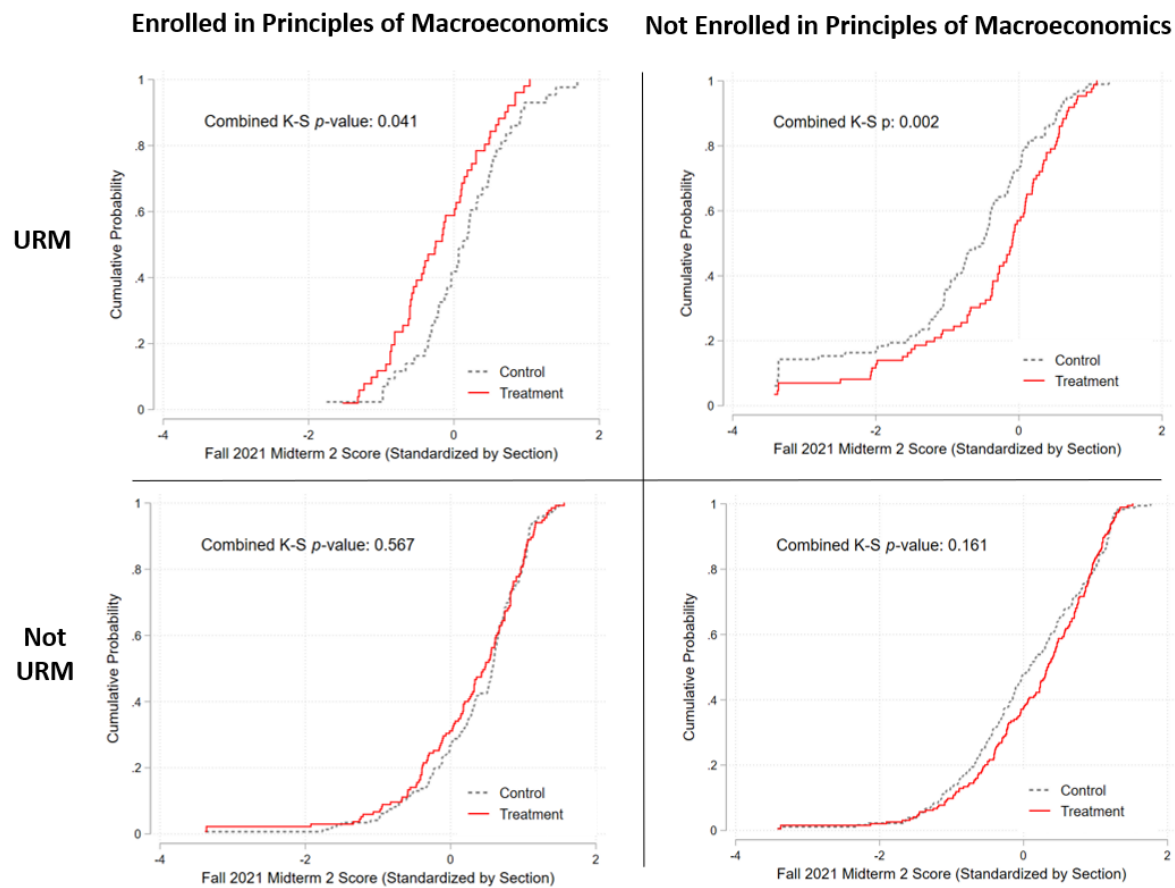 Enrolled in Principles of Macroeconomics
Not Enrolled in Principles of Macroeconomics
URM
Combined K-S p-value: 0.041
Cumulative Probability
1
.8
.6
.4
.2
0
Control
Treatment
-4
-2
0
2
Fall 2021 Midterm 2 Score (Standardized by Section)
Combined K-S p: 0.002
Cumulative Probability
1
.8
.6
.4
.2
0
Control
Treatment
-4
-2
0
2
Fall 2021 Midterm 2 Score (Standardized by Section)
Not
URM
Combined K-S p-value: 0.567
Cumulative Probability
1
.8
.6
.4
.2
0
Control
Treatment
-4
-2
0
2
Fall 2021 Midterm 2 Score (Standardized by Section)
Combined K-S p-value: 0.161
Cumulative Probability
1
.8
.6
.4
.2
0
Control
Treatment
-4
-2
0
2
Fall 2021 Midterm 2 Score (Standardized by Section)